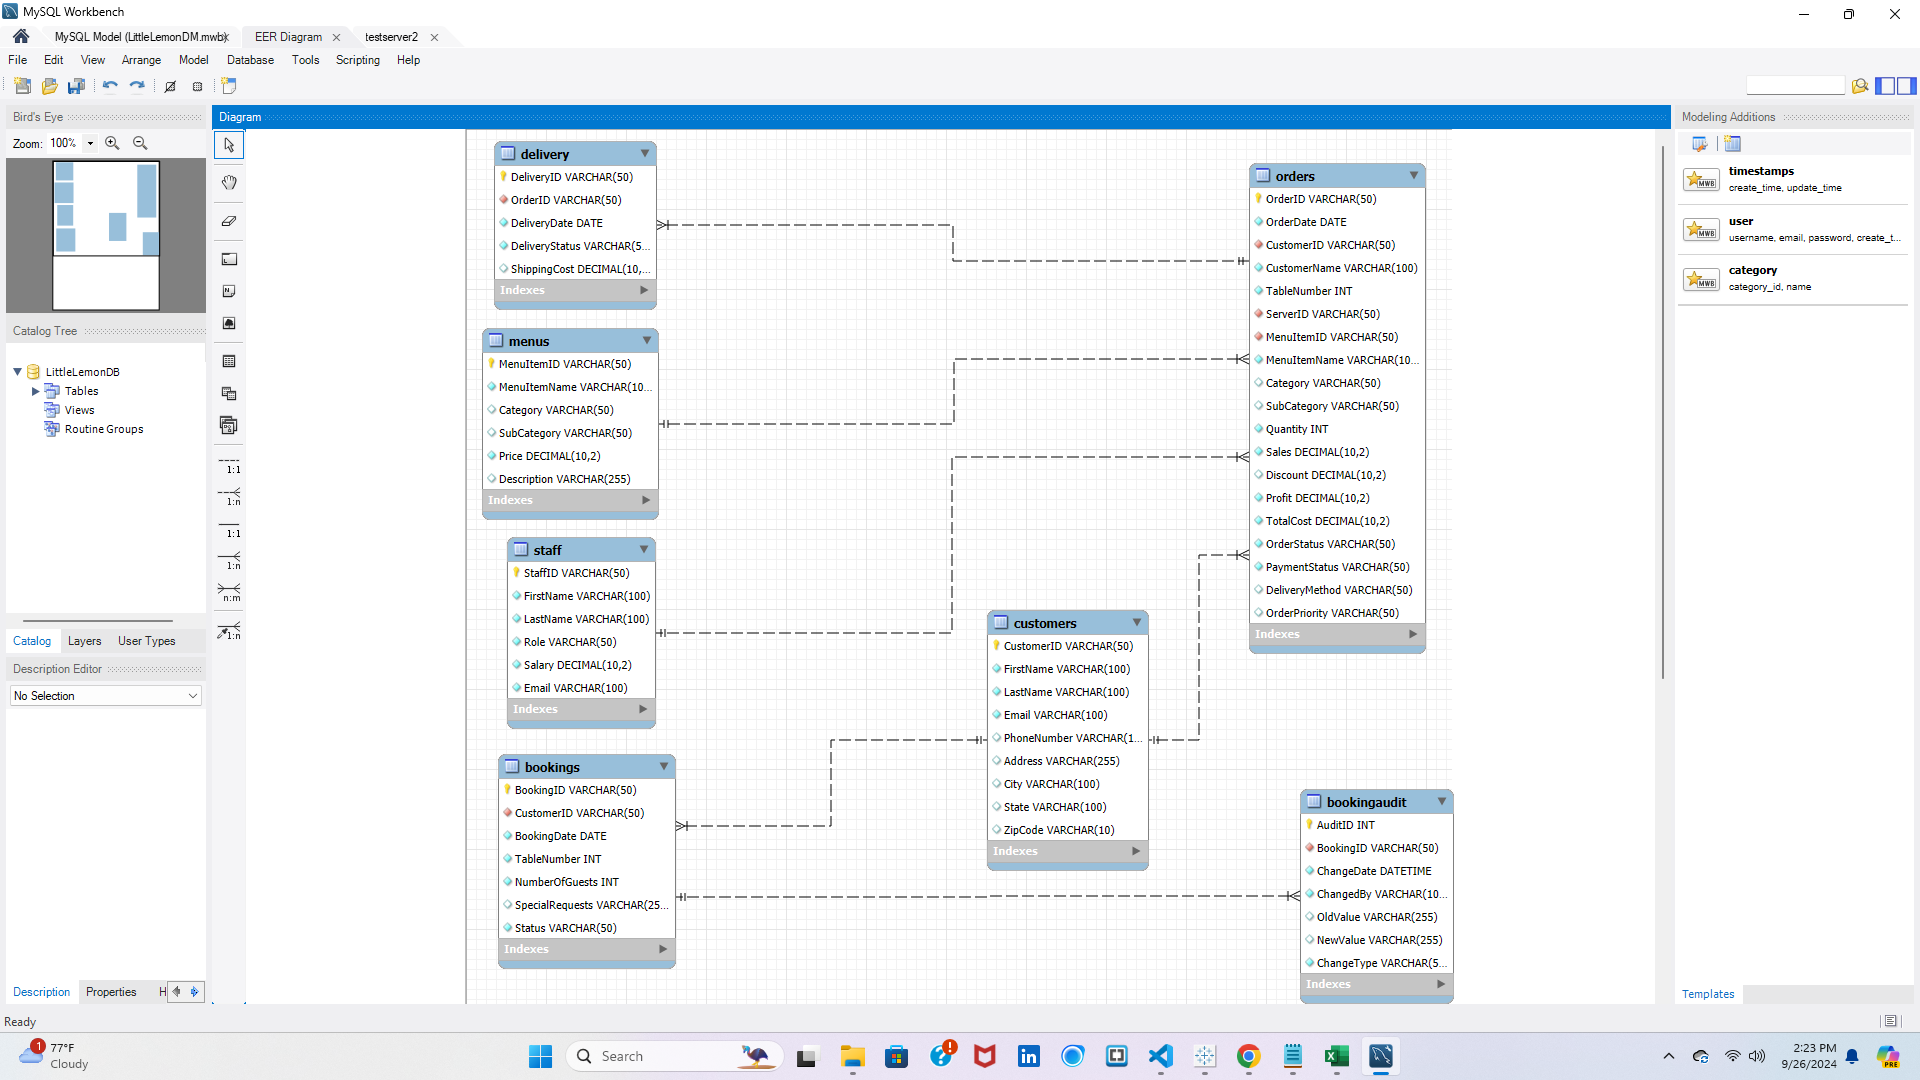 MySQL Workbench
MySQL Model (LittleLemonDM.mwb)
EER Diagram
testserver2
File Edit View Arrange Model Database Tools Scripting Help
Bird's Eye
Zoom: 100%
Catalog Tree
LittleLemonDB
Tables
Views
Routine Groups
Catalog Layers User Types
Description Editor
No Selection
Description Properties H
Ready
1:1
1:n
1:1
1:n
n:m
1:n
Diagram
delivery
DeliveryID VARCHAR(50)
OrderID VARCHAR(50)
DeliveryDate DATE
DeliveryStatus VARCHAR(5...
ShippingCost DECIMAL(10,...
Indexes
menus
MenuItemID VARCHAR(50)
MenuItemName VARCHAR(10...
Category VARCHAR(50)
SubCategory VARCHAR(50)
Price DECIMAL(10,2)
Description VARCHAR(255)
Indexes
staff
StaffID VARCHAR(50)
FirstName VARCHAR(100)
LastName VARCHAR(100)
Role VARCHAR(50)
Salary DECIMAL(10,2)
Email VARCHAR(100)
Indexes
bookings
BookingID VARCHAR(50)
CustomerID VARCHAR(50)
BookingDate DATE
TableNumber INT
NumberOfGuests INT
SpecialRequests VARCHAR(25...
Status VARCHAR(50)
Indexes
customers
CustomerID VARCHAR(50)
FirstName VARCHAR(100)
LastName VARCHAR(100)
Email VARCHAR(100)
PhoneNumber VARCHAR(1...
Address VARCHAR(255)
City VARCHAR(100)
State VARCHAR(100)
ZipCode VARCHAR(10)
Indexes
orders
OrderID VARCHAR(50)
OrderDate DATE
CustomerID VARCHAR(50)
CustomerName VARCHAR(100)
TableNumber INT
ServerID VARCHAR(50)
MenuItemID VARCHAR(50)
MenuItemName VARCHAR(10...
Category VARCHAR(50)
SubCategory VARCHAR(50)
Quantity INT
Sales DECIMAL(10,2)
Discount DECIMAL(10,2)
Profit DECIMAL(10,2)
TotalCost DECIMAL(10,2)
OrderStatus VARCHAR(50)
PaymentStatus VARCHAR(50)
DeliveryMethod VARCHAR(50)
OrderPriority VARCHAR(50)
Indexes
bookingaudit
AuditID INT
BookingID VARCHAR(50)
ChangeDate DATETIME
ChangedBy VARCHAR(10...
OldValue VARCHAR(255)
NewValue VARCHAR(255)
ChangeType VARCHAR(5...
Indexes
Modeling Additions
MWB
timestamps
create_time, update_time
MWB
user
username, email, password, create_t...
MWB
category
category_id, name
Templates
1
77°F
Cloudy
Search
2:23 PM
9/26/2024
PRE